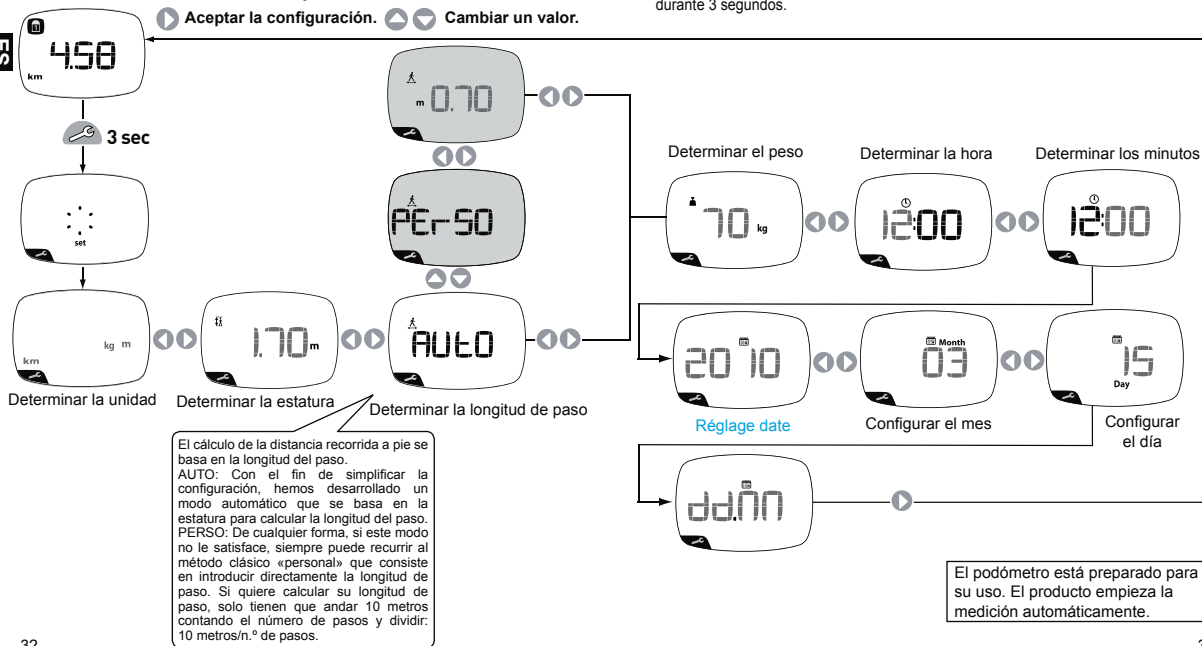 Aceptar la configuración. Cambiar un valor.
durante 3 segundos.
ES
4.58
km
3 sec
set
km kg m
Determinar la unidad
1.70 m
Determinar la estatura
m 0.70
PErSO
AUtO
Determinar la longitud de paso
El cálculo de la distancia recorrida a pie se
basa en la longitud del paso.
AUTO: Con el fin de simplificar la
configuración, hemos desarrollado un
modo automático que se basa en la
estatura para calcular la longitud del paso.
PERSO: De cualquier forma, si este modo
no le satisface, siempre puede recurrir al
método clásico «personal» que consiste
en introducir directamente la longitud de
paso. Si quiere calcular su longitud de
paso, solo tienen que andar 10 metros
contando el número de pasos y dividir:
10 metros/n.º de pasos.
Determinar el peso
70 kg
Determinar la hora
12:00
Determinar los minutos
12:00
2010
Réglage date
Month
03
Configurar el mes
15
Day
Configurar
el día
dd.
El podómetro está preparado para
su uso. El producto empieza la
medición automáticamente.
32